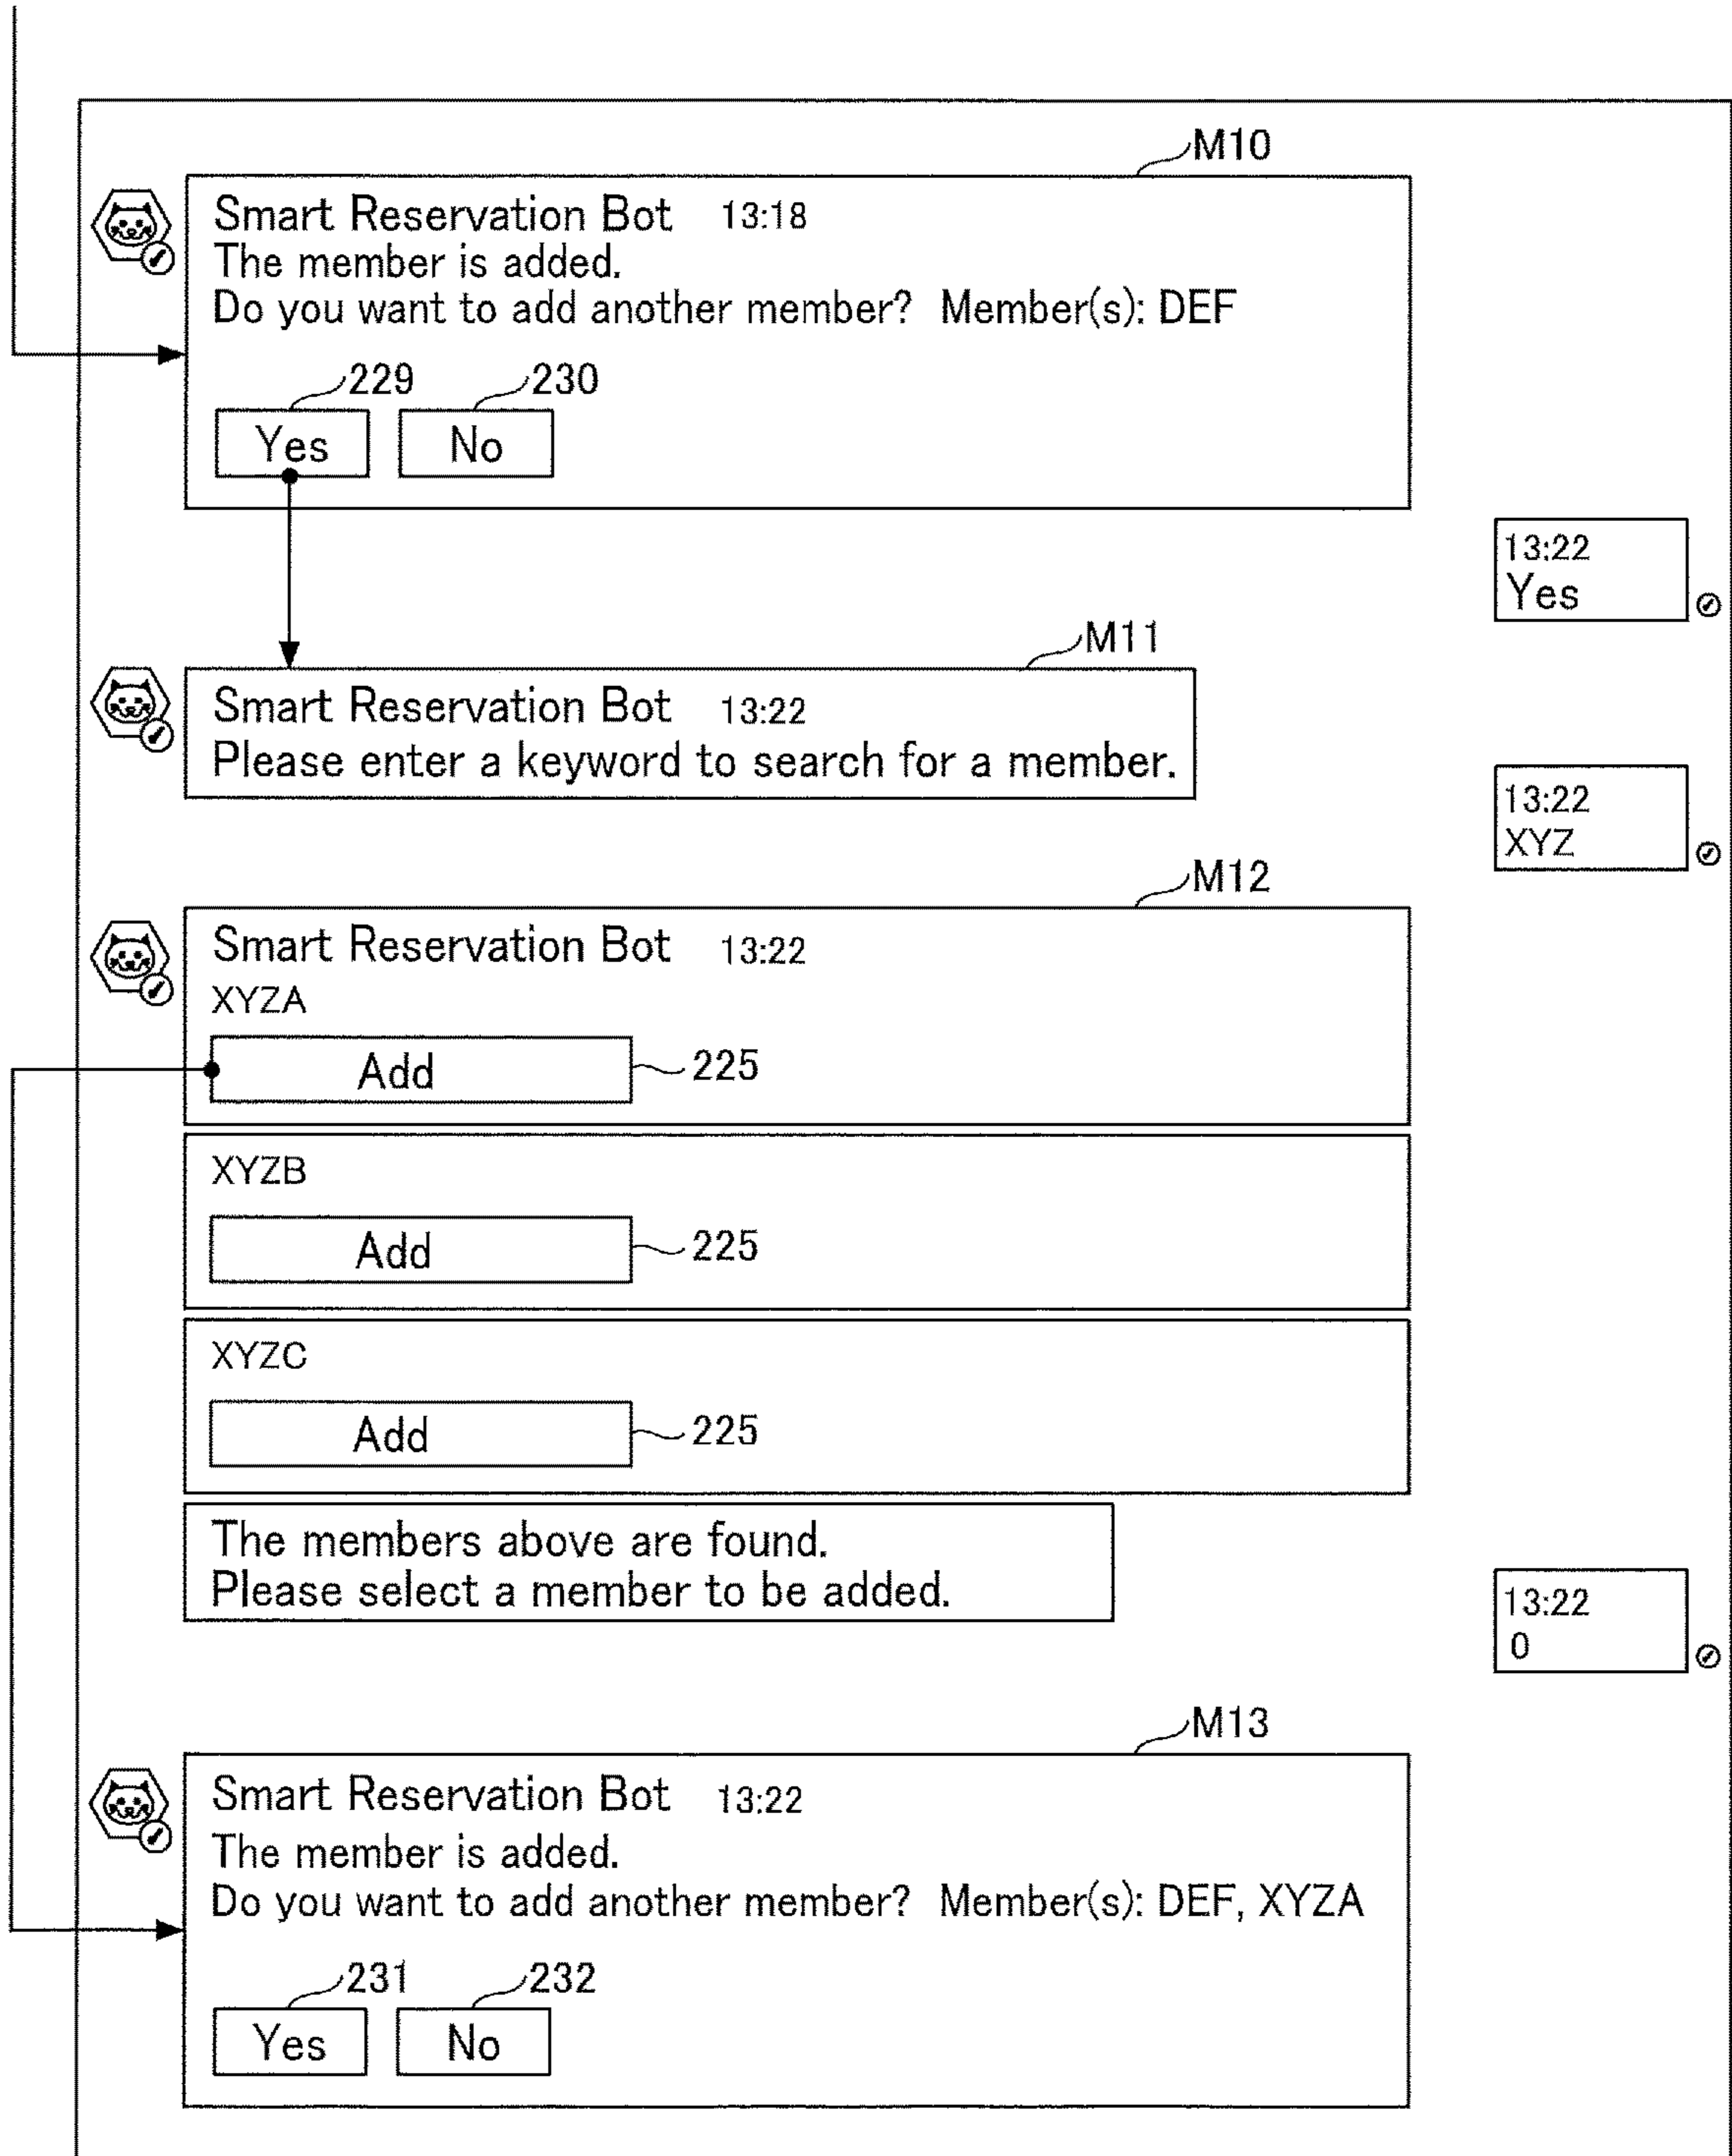 M10
Smart Reservation Bot 13:18
The member is added.
Do you want to add another member? Member(s): DEF
229 230
Yes No
13:22
Yes
M11
Smart Reservation Bot 13:22
Please enter a keyword to search for a member.
13:22
XYZ
M12
Smart Reservation Bot 13:22
XYZA
Add 225
XYZB
Add 225
XYZC
Add 225
The members above are found.
Please select a member to be added.
13:22
0
M13
Smart Reservation Bot 13:22
The member is added.
Do you want to add another member? Member(s): DEF, XYZA
231 232
Yes No